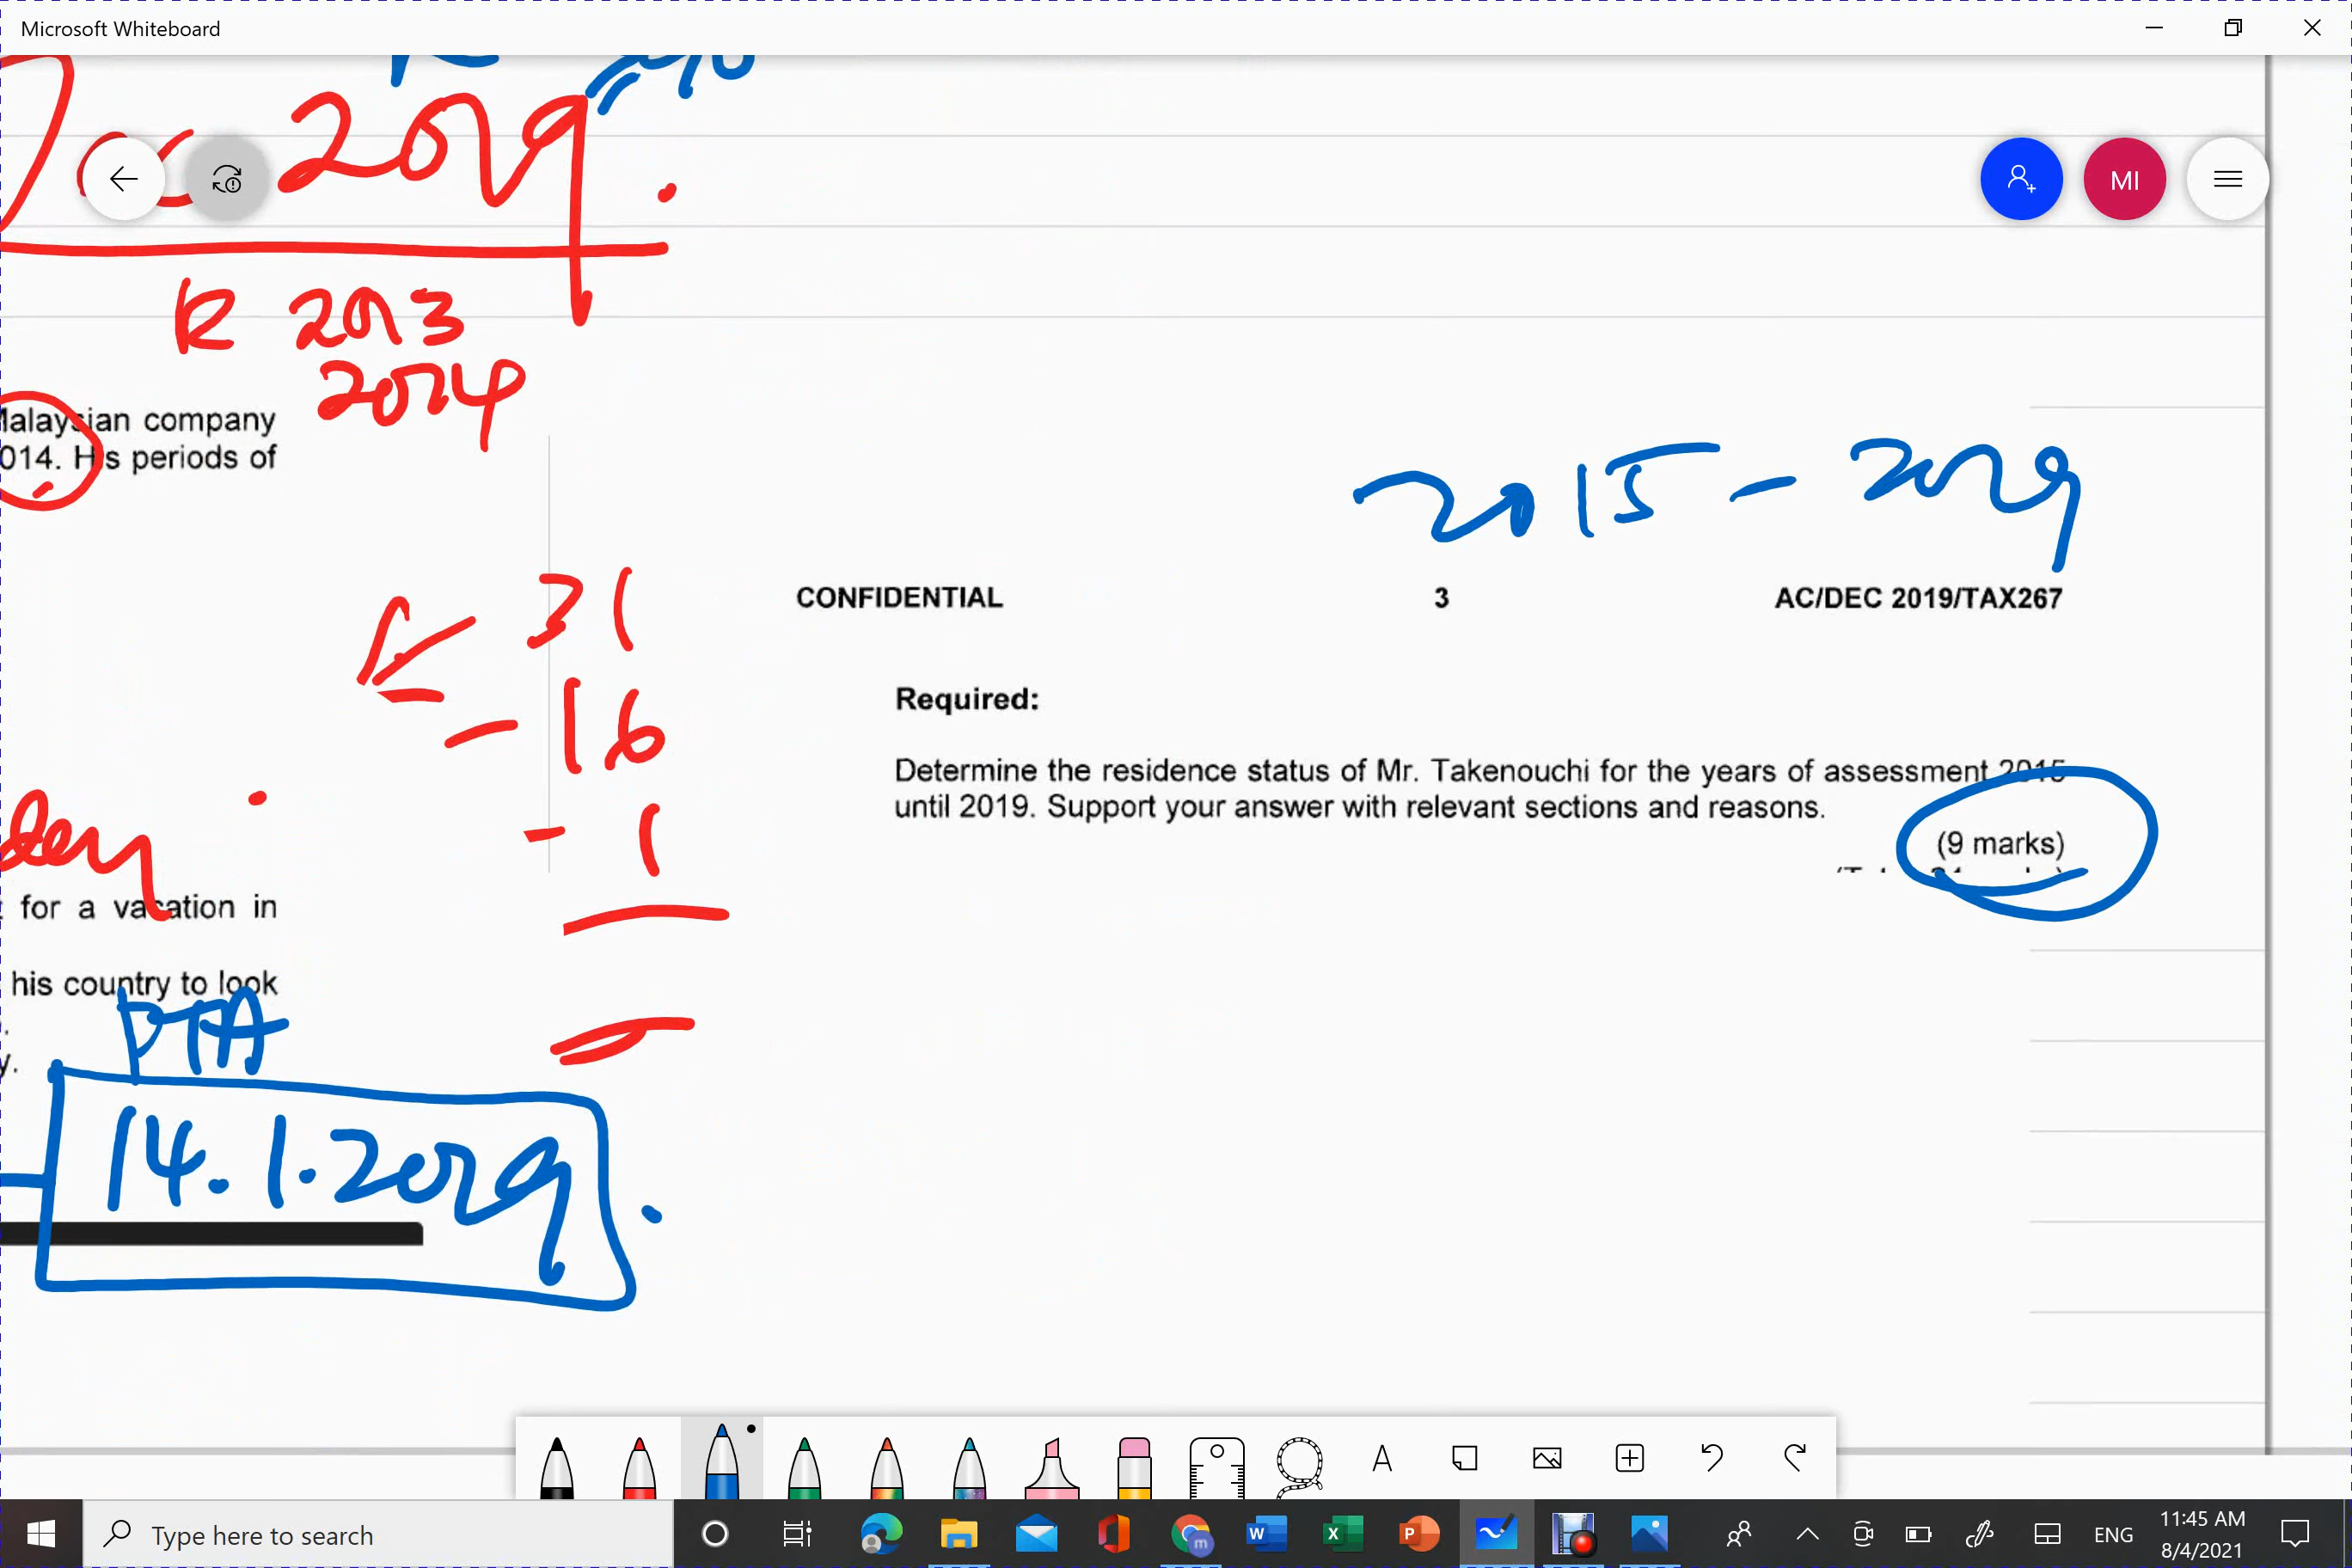 Microsoft Whiteboard
2019.
MI
R 2013
2014
Malaysian company
014. His periods of
2015 - 2019
31
- 16
- 1
CONFIDENTIAL 3 AC/DEC 2019/TAX267
Required:
Determine the residence status of Mr. Takenouchi for the years of assessment 2015
until 2019. Support your answer with relevant sections and reasons.
(9 marks)
for a vacation in
his country to look
y.
PTA
14.1.2019.
A
Type here to search
ENG
11:45 AM
8/4/2021